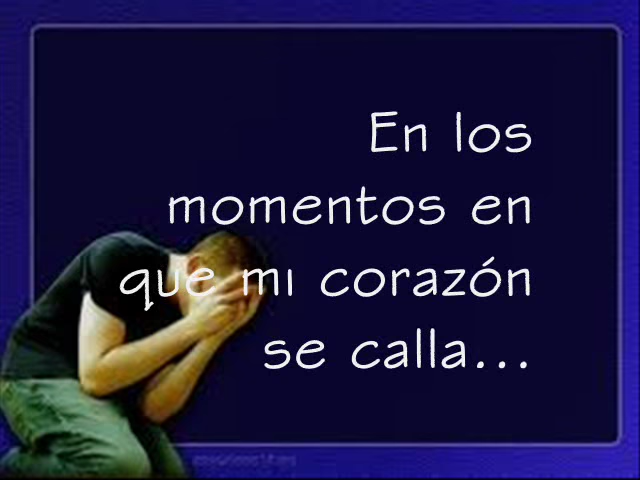 En los
momentos en
que mi corazón
se calla...